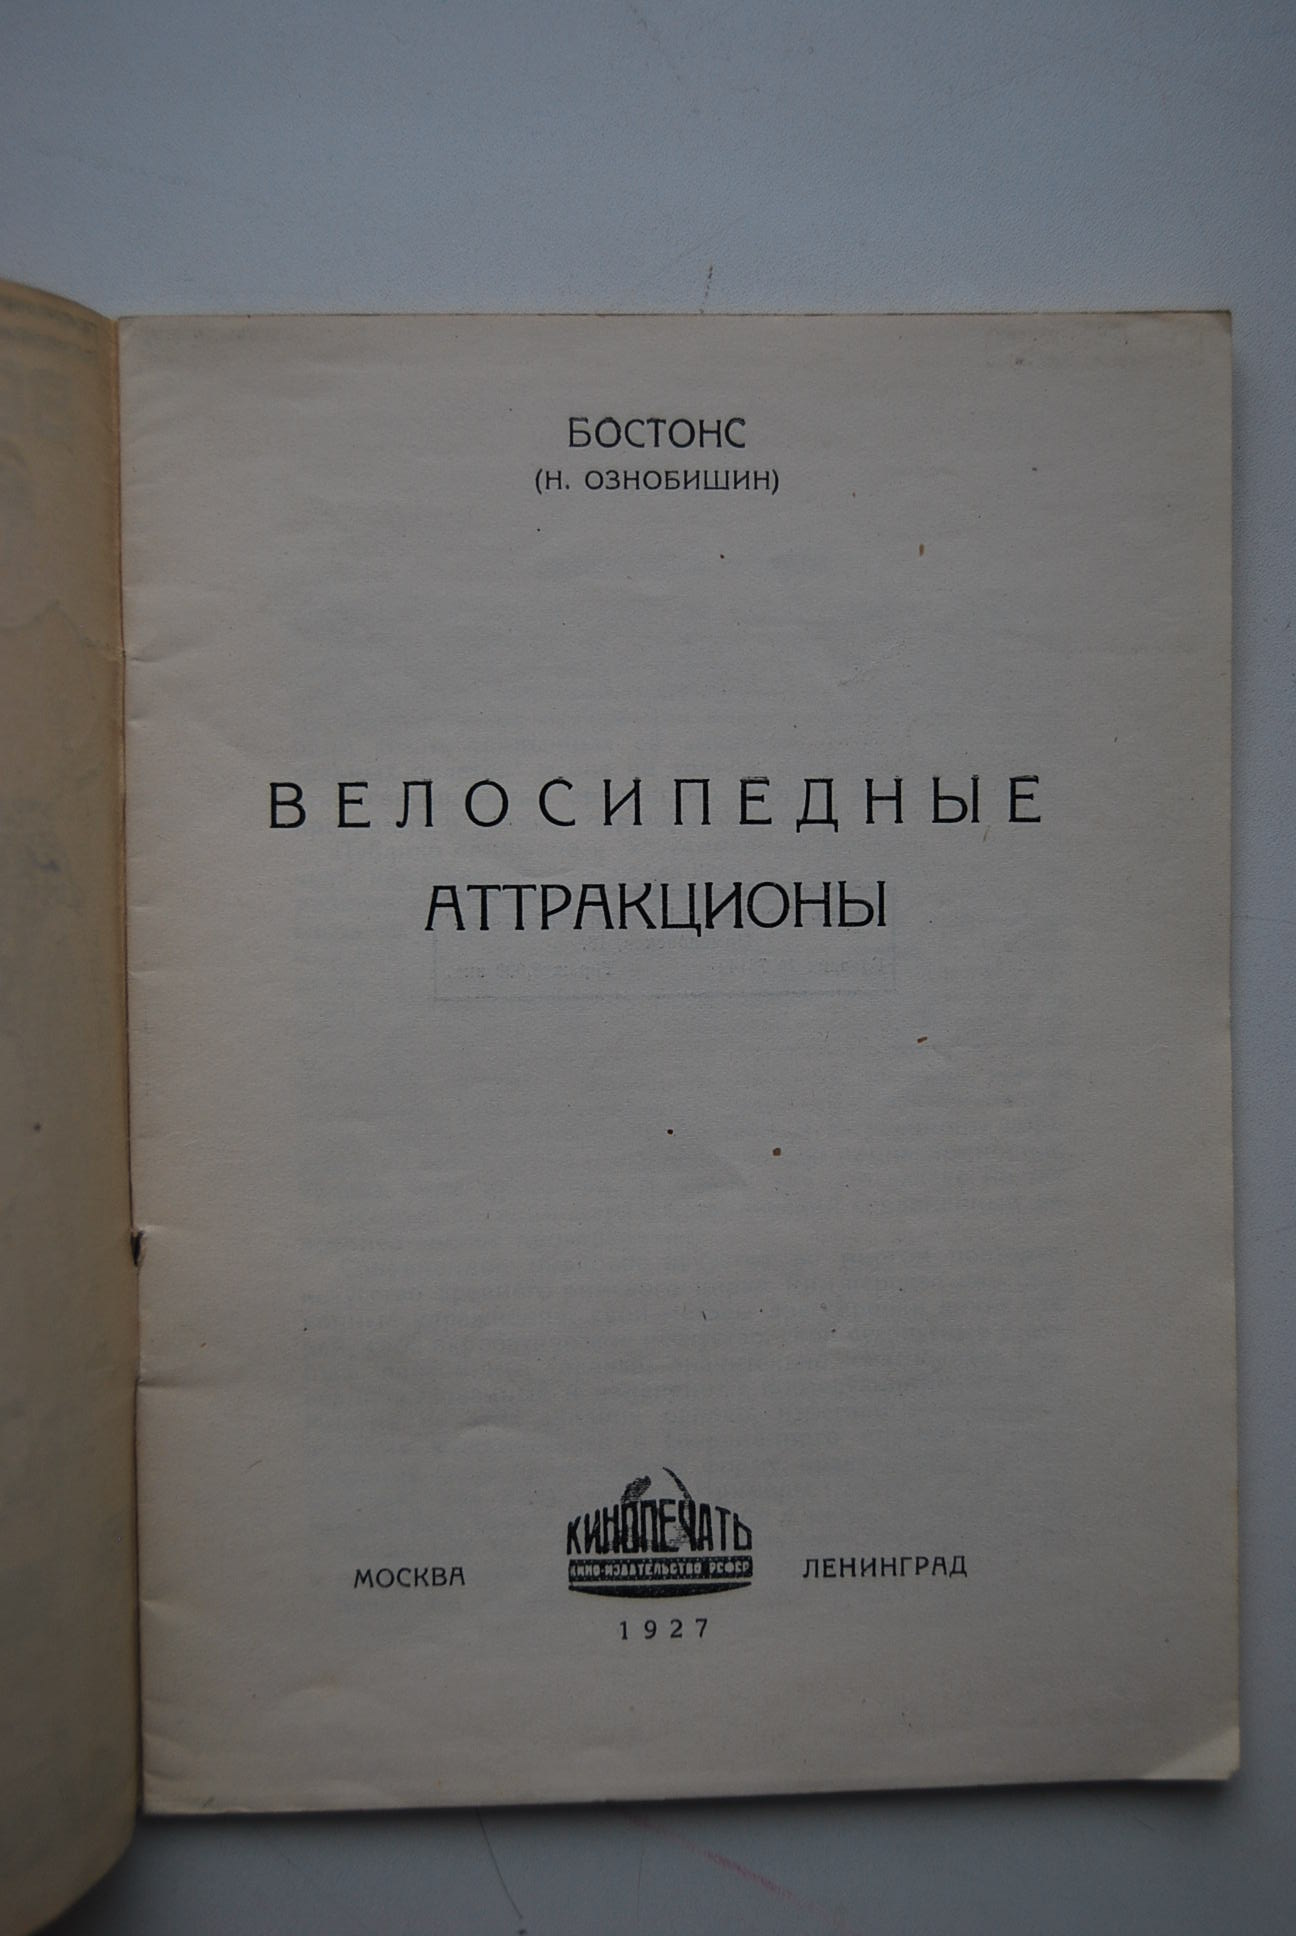 БОСТОНС
(Н. ОЗНОБИШИН)
ВЕЛОСИПЕДНЫЕ
АТТРАКЦИОНЫ
КИНОПЕЧАТЬ
КИНО-ИЗДАТЕЛЬСТВО РСФСР
МОСКВА
ЛЕНИНГРАД
1927